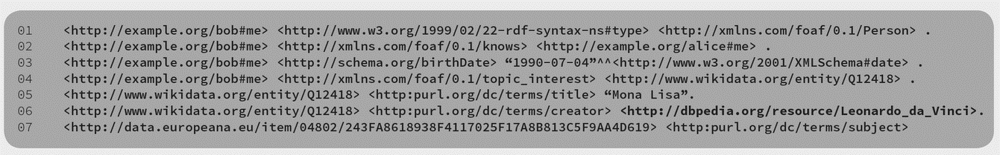 01 <http://example.org/bob#me> <http://www.w3.org/1999/02/22-rdf-syntax-ns#type> <http://xmlns.com/foaf/0.1/Person> .
02 <http://example.org/bob#me> <http://xmlns.com/foaf/0.1/knows> <http://example.org/alice#me> .
03 <http://example.org/bob#me> <http://schema.org/birthDate> “1990-07-04”^^<http://www.w3.org/2001/XMLSchema#date> .
04 <http://example.org/bob#me> <http://xmlns.com/foaf/0.1/topic_interest> <http://www.wikidata.org/entity/Q12418> .
05 <http://www.wikidata.org/entity/Q12418> <http:purl.org/dc/terms/title> “Mona Lisa”.
06 <http://www.wikidata.org/entity/Q12418> <http:purl.org/dc/terms/creator> <http://dbpedia.org/resource/Leonardo_da_Vinci>.
07 <http://data.europeana.eu/item/04802/243FA8618938F4117025F17A8B813C5F9AA4D619> <http:purl.org/dc/terms/subject>